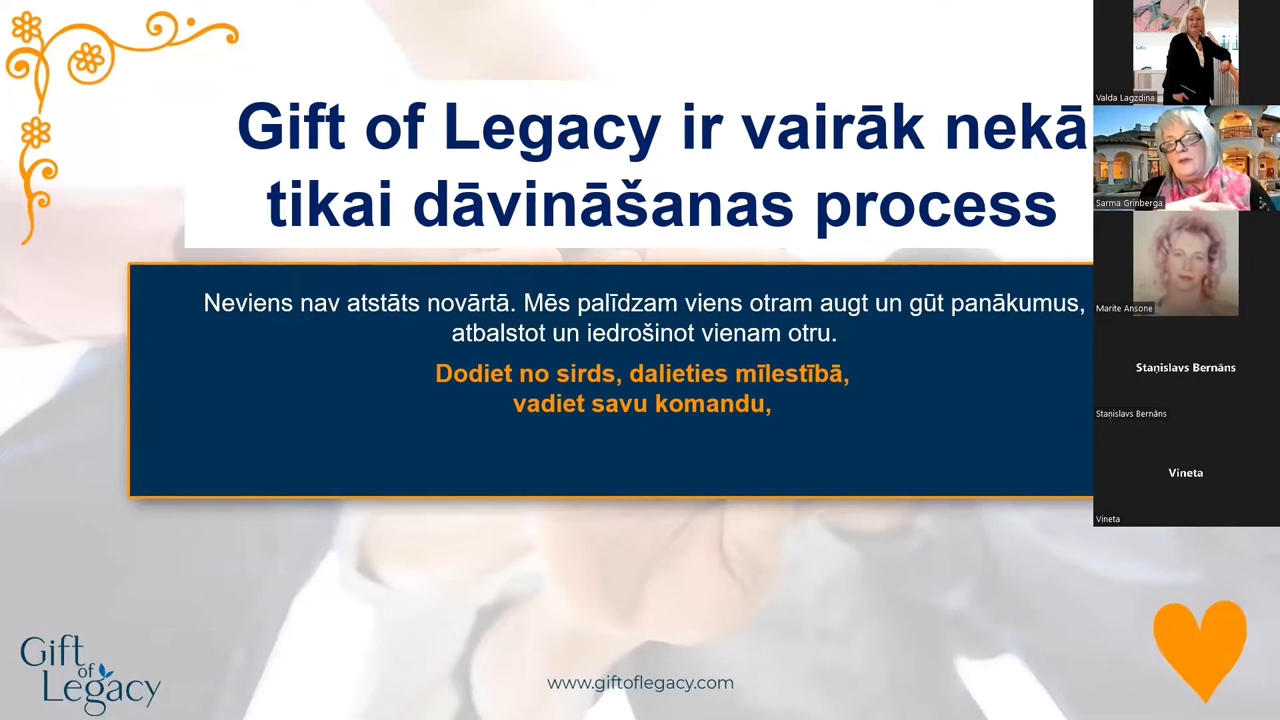 Gift of Legacy ir vairāk nekā
tikai dāvināšanas process
Neviens nav atstāts novārtā. Mēs palīdzam viens otram augt un gūt panākumus,
atbalstot un iedrošinot vienam otru.
Dodiet no sirds, dalieties mīlestībā,
vadiet savu komandu,
Valda Lagzdina
Sarma Grinberga
Marite Ansone
Staņislavs Bernāns
Staņislavs Bernāns
Vineta
Vineta
Gift
of
Legacy
www.giftoflegacy.com